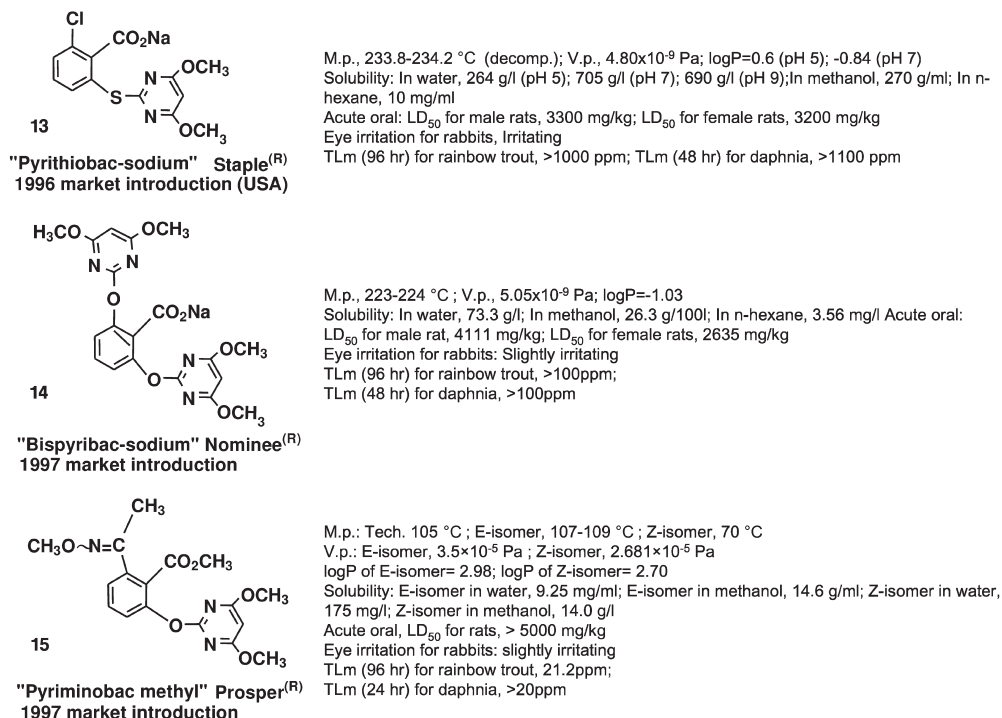 Cl
CO2Na
N
OCH3
S
N
OCH3
13
"Pyrithiobac-sodium" Staple(R)
1996 market introduction (USA)
M.p., 233.8-234.2 °C (decomp.); V.p., 4.80x10-9 Pa; logP=0.6 (pH 5); -0.84 (pH 7)
Solubility: In water, 264 g/l (pH 5); 705 g/l (pH 7); 690 g/l (pH 9);In methanol, 270 g/ml; In n-
hexane, 10 mg/ml
Acute oral: LD50 for male rats, 3300 mg/kg; LD50 for female rats, 3200 mg/kg
Eye irritation for rabbits, Irritating
TLm (96 hr) for rainbow trout, >1000 ppm; TLm (48 hr) for daphnia, >1100 ppm
H3CO
OCH3
N
N
O
CO2Na
N
OCH3
O
N
OCH3
14
"Bispyribac-sodium" Nominee(R)
1997 market introduction
M.p., 223-224 °C ; V.p., 5.05x10-9 Pa; logP=-1.03
Solubility: In water, 73.3 g/l; In methanol, 26.3 g/100l; In n-hexane, 3.56 mg/l Acute oral:
LD50 for male rat, 4111 mg/kg; LD50 for female rats, 2635 mg/kg
Eye irritation for rabbits: Slightly irritating
TLm (96 hr) for rainbow trout, >100ppm;
TLm (48 hr) for daphnia, >100ppm
CH3
CH3O~N=C
CO2CH3
N
OCH3
O
N
OCH3
15
"Pyriminobac methyl" Prosper(R)
1997 market introduction
M.p.: Tech. 105 °C ; E-isomer, 107-109 °C ; Z-isomer, 70 °C
V.p.: E-isomer, 3.5×10-5 Pa ; Z-isomer, 2.681×10-5 Pa
logP of E-isomer= 2.98; logP of Z-isomer= 2.70
Solubility: E-isomer in water, 9.25 mg/ml; E-isomer in methanol, 14.6 g/ml; Z-isomer in water,
175 mg/l; Z-isomer in methanol, 14.0 g/l
Acute oral, LD50 for rats, > 5000 mg/kg
Eye irritation for rabbits: slightly irritating
TLm (96 hr) for rainbow trout, 21.2ppm;
TLm (24 hr) for daphnia, >20ppm